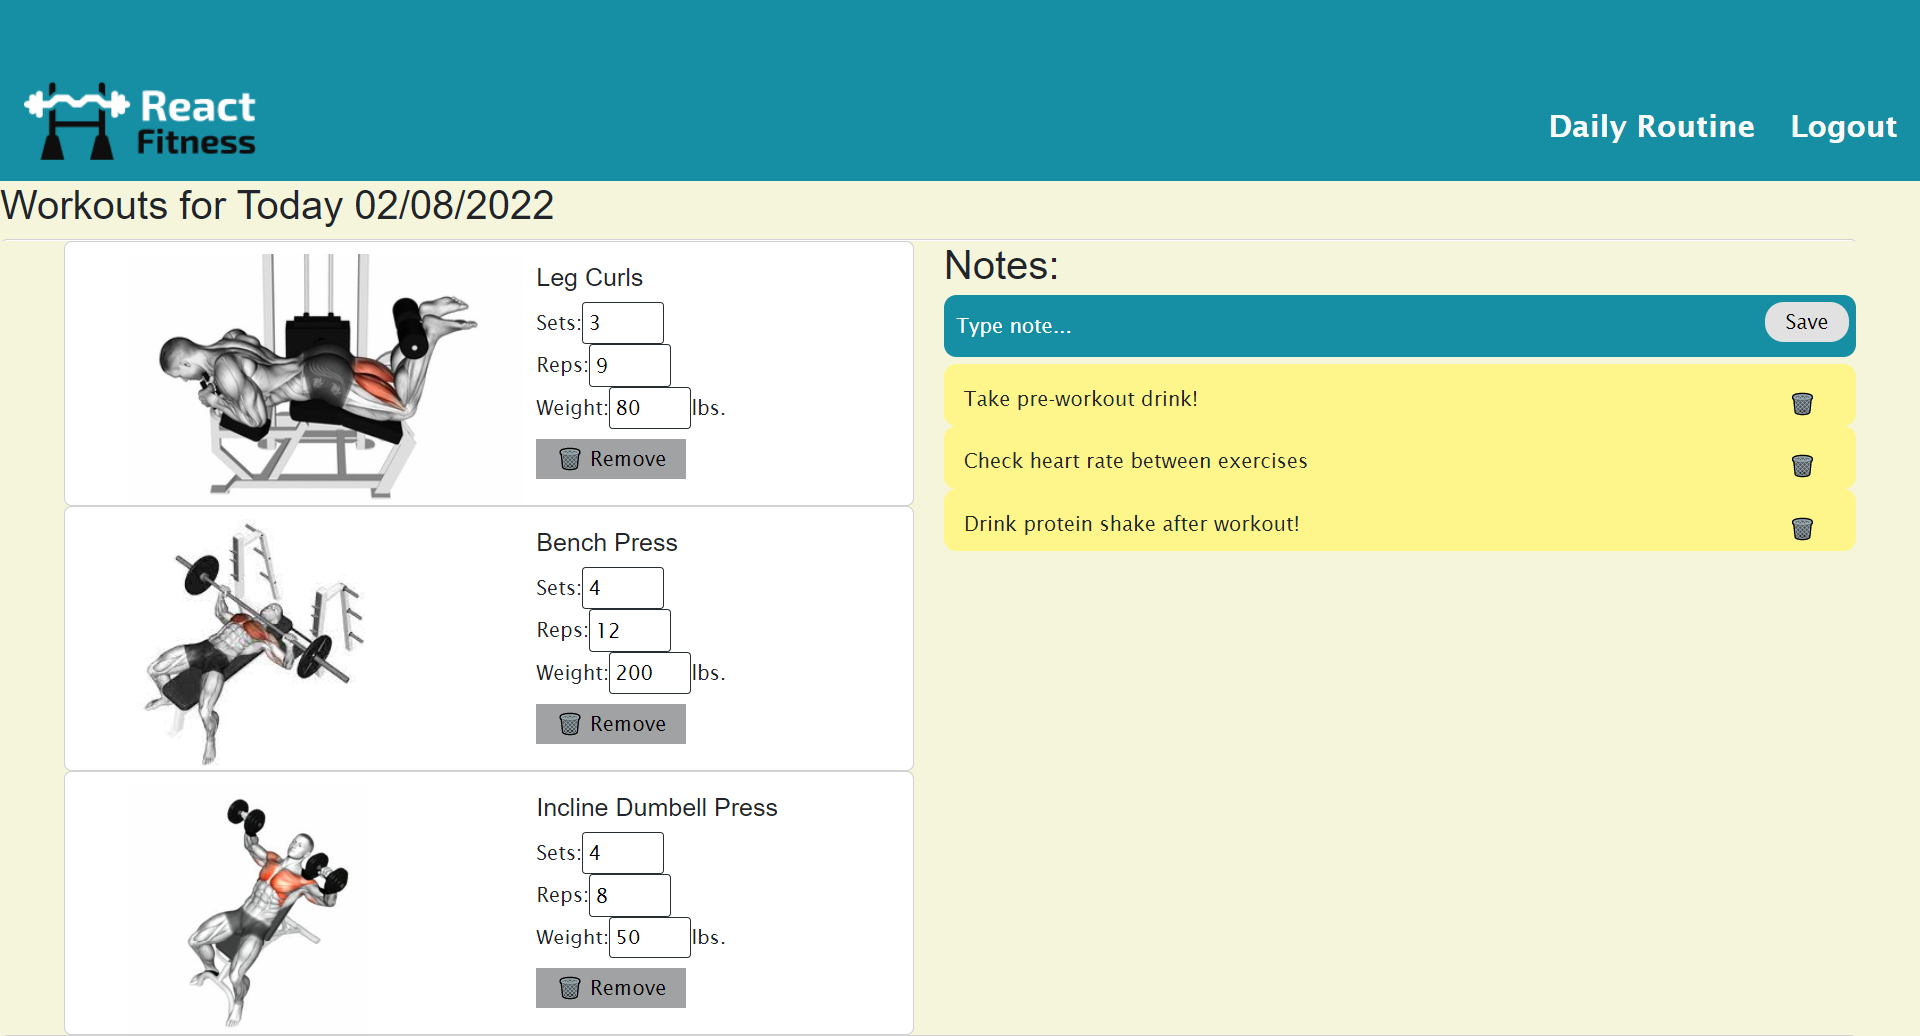 React
Fitness
Daily Routine
Logout
Workouts for Today 02/08/2022
Leg Curls
Sets: 3
Reps: 9
Weight: 80 lbs.
Remove
Bench Press
Sets: 4
Reps: 12
Weight: 200 lbs.
Remove
Incline Dumbell Press
Sets: 4
Reps: 8
Weight: 50 lbs.
Remove
Notes:
Type note...
Save
Take pre-workout drink!
Check heart rate between exercises
Drink protein shake after workout!